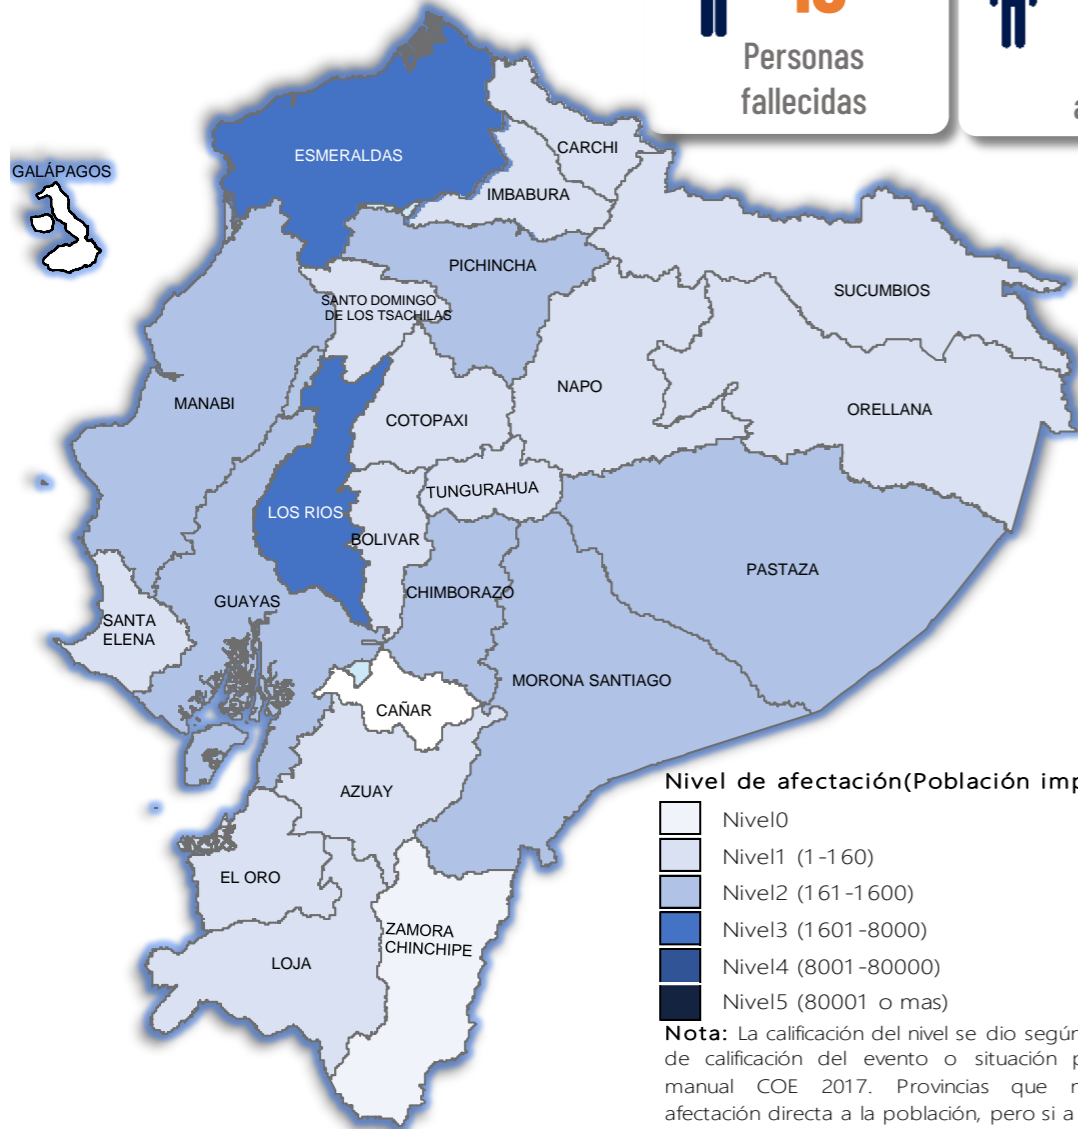 Personas
fallecidas
ESMERALDAS
CARCHI
GALÁPAGOS
IMBABURA
PICHINCHA
SUCUMBIOS
SANTO DOMINGO
DE LOS TSACHILAS
NAPO
MANABI
ORELLANA
COTOPAXI
TUNGURAHUA
LOS RIOS
BOLIVAR
PASTAZA
CHIMBORAZO
GUAYAS
SANTA
ELENA
MORONA SANTIAGO
CAÑAR
AZUAY
EL ORO
ZAMORA
CHINCHIPE
LOJA
Nivel de afectación(Población imp
Nivel0
Nivel1 (1-160)
Nivel2 (161-1600)
Nivel3 (1601-8000)
Nivel4 (8001-80000)
Nivel5 (80001 o mas)
Nota: La calificación del nivel se dio según
de calificación del evento o situación p
manual COE 2017. Provincias que n
afectación directa a la población, pero si a